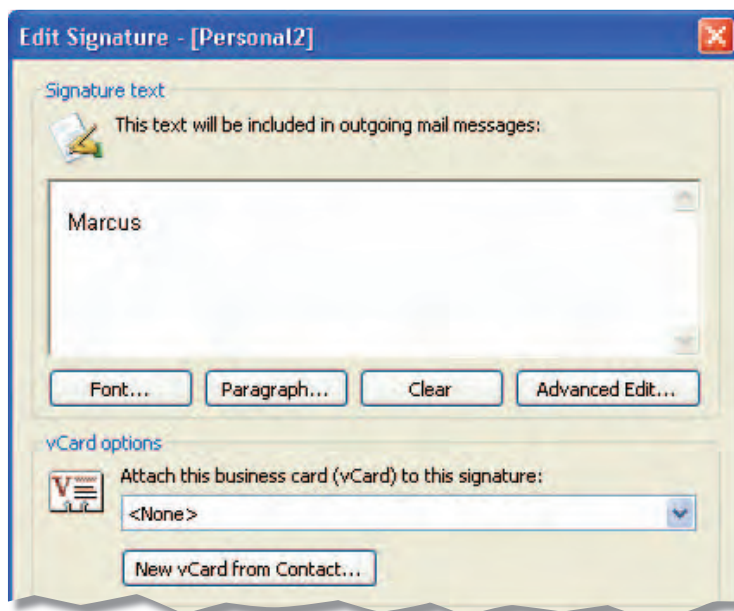 Edit Signature - [Personal2]
Signature text
This text will be included in outgoing mail messages:
Marcus
Font...
Paragraph...
Clear
Advanced Edit...
vCard options
V
Attach this business card (vCard) to this signature:
<None>
New vCard from Contact...